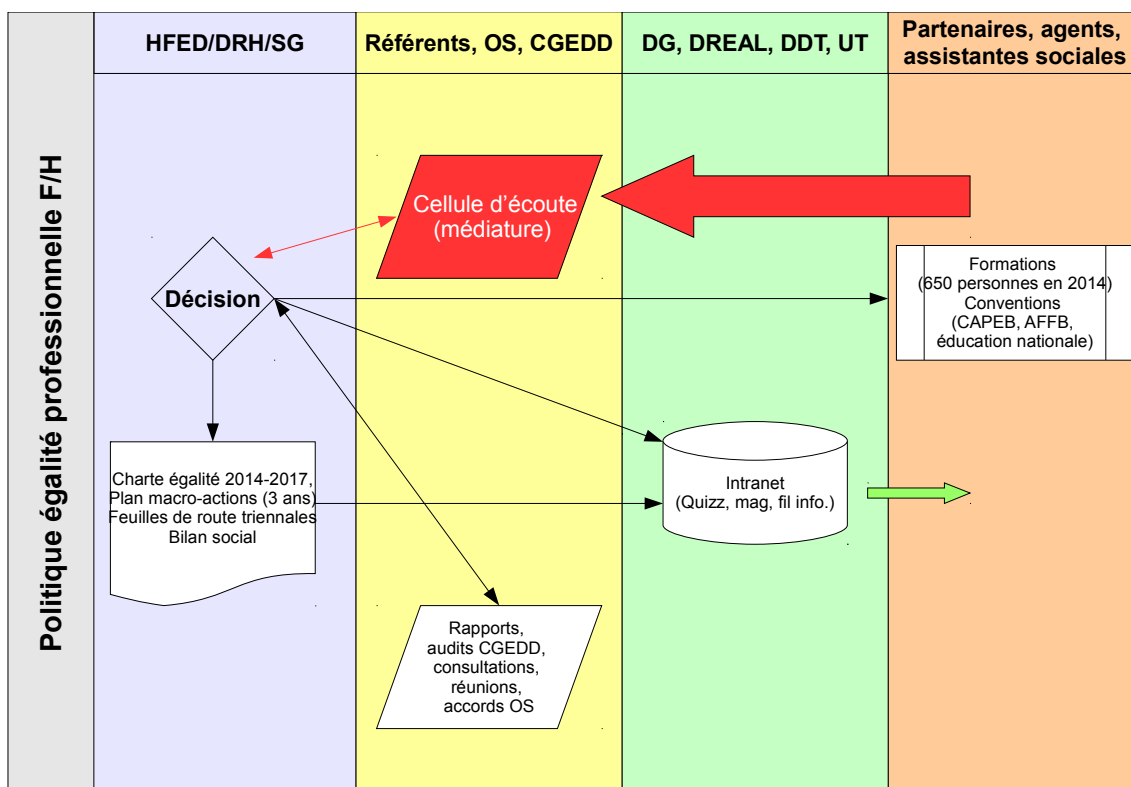 HFED/DRH/SG
Référents, OS, CGEDD
DG, DREAL, DDT, UT
Partenaires, agents,
assistantes sociales
Politique égalité professionnelle F/H
Cellule d’écoute
(médiature)
Décision
Formations
(650 personnes en 2014)
Conventions
(CAPEB, AFFB,
éducation nationale)
Charte égalité 2014-2017,
Plan macro-actions (3 ans)
Feuilles de route triennales
Bilan social
Intranet
(Quizz, mag, fil info.)
Rapports,
audits CGEDD,
consultations,
réunions,
accords OS